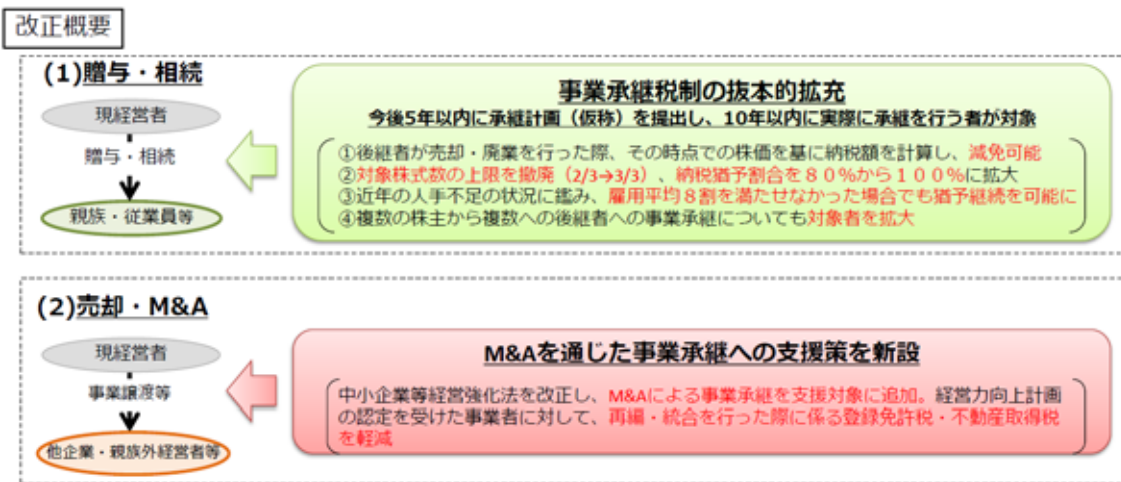 改正概要
(1)贈与・相続
現経営者
贈与・相続
親族・従業員等
事業承継税制の抜本的拡充
今後5年以内に承継計画（仮称）を提出し、10年以内に実際に承継を行う者が対象
①後継者が売却・廃業を行った際、その時点での株価を基に納税額を計算し、減免可能
②対象株式数の上限を撤廃（2/3→3/3）、納税猶予割合を８０％から１００％に拡大
③近年の人手不足の状況に鑑み、雇用平均８割を満たせなかった場合でも猶予継続を可能に
④複数の株主から複数への後継者への事業承継についても対象者を拡大
(2)売却・M&A
現経営者
事業譲渡等
他企業・親族外経営者等
M&Aを通じた事業承継への支援策を新設
中小企業等経営強化法を改正し、M&Aによる事業承継を支援対象に追加。経営力向上計画
の認定を受けた事業者に対して、再編・統合を行った際に係る登録免許税・不動産取得税
を軽減